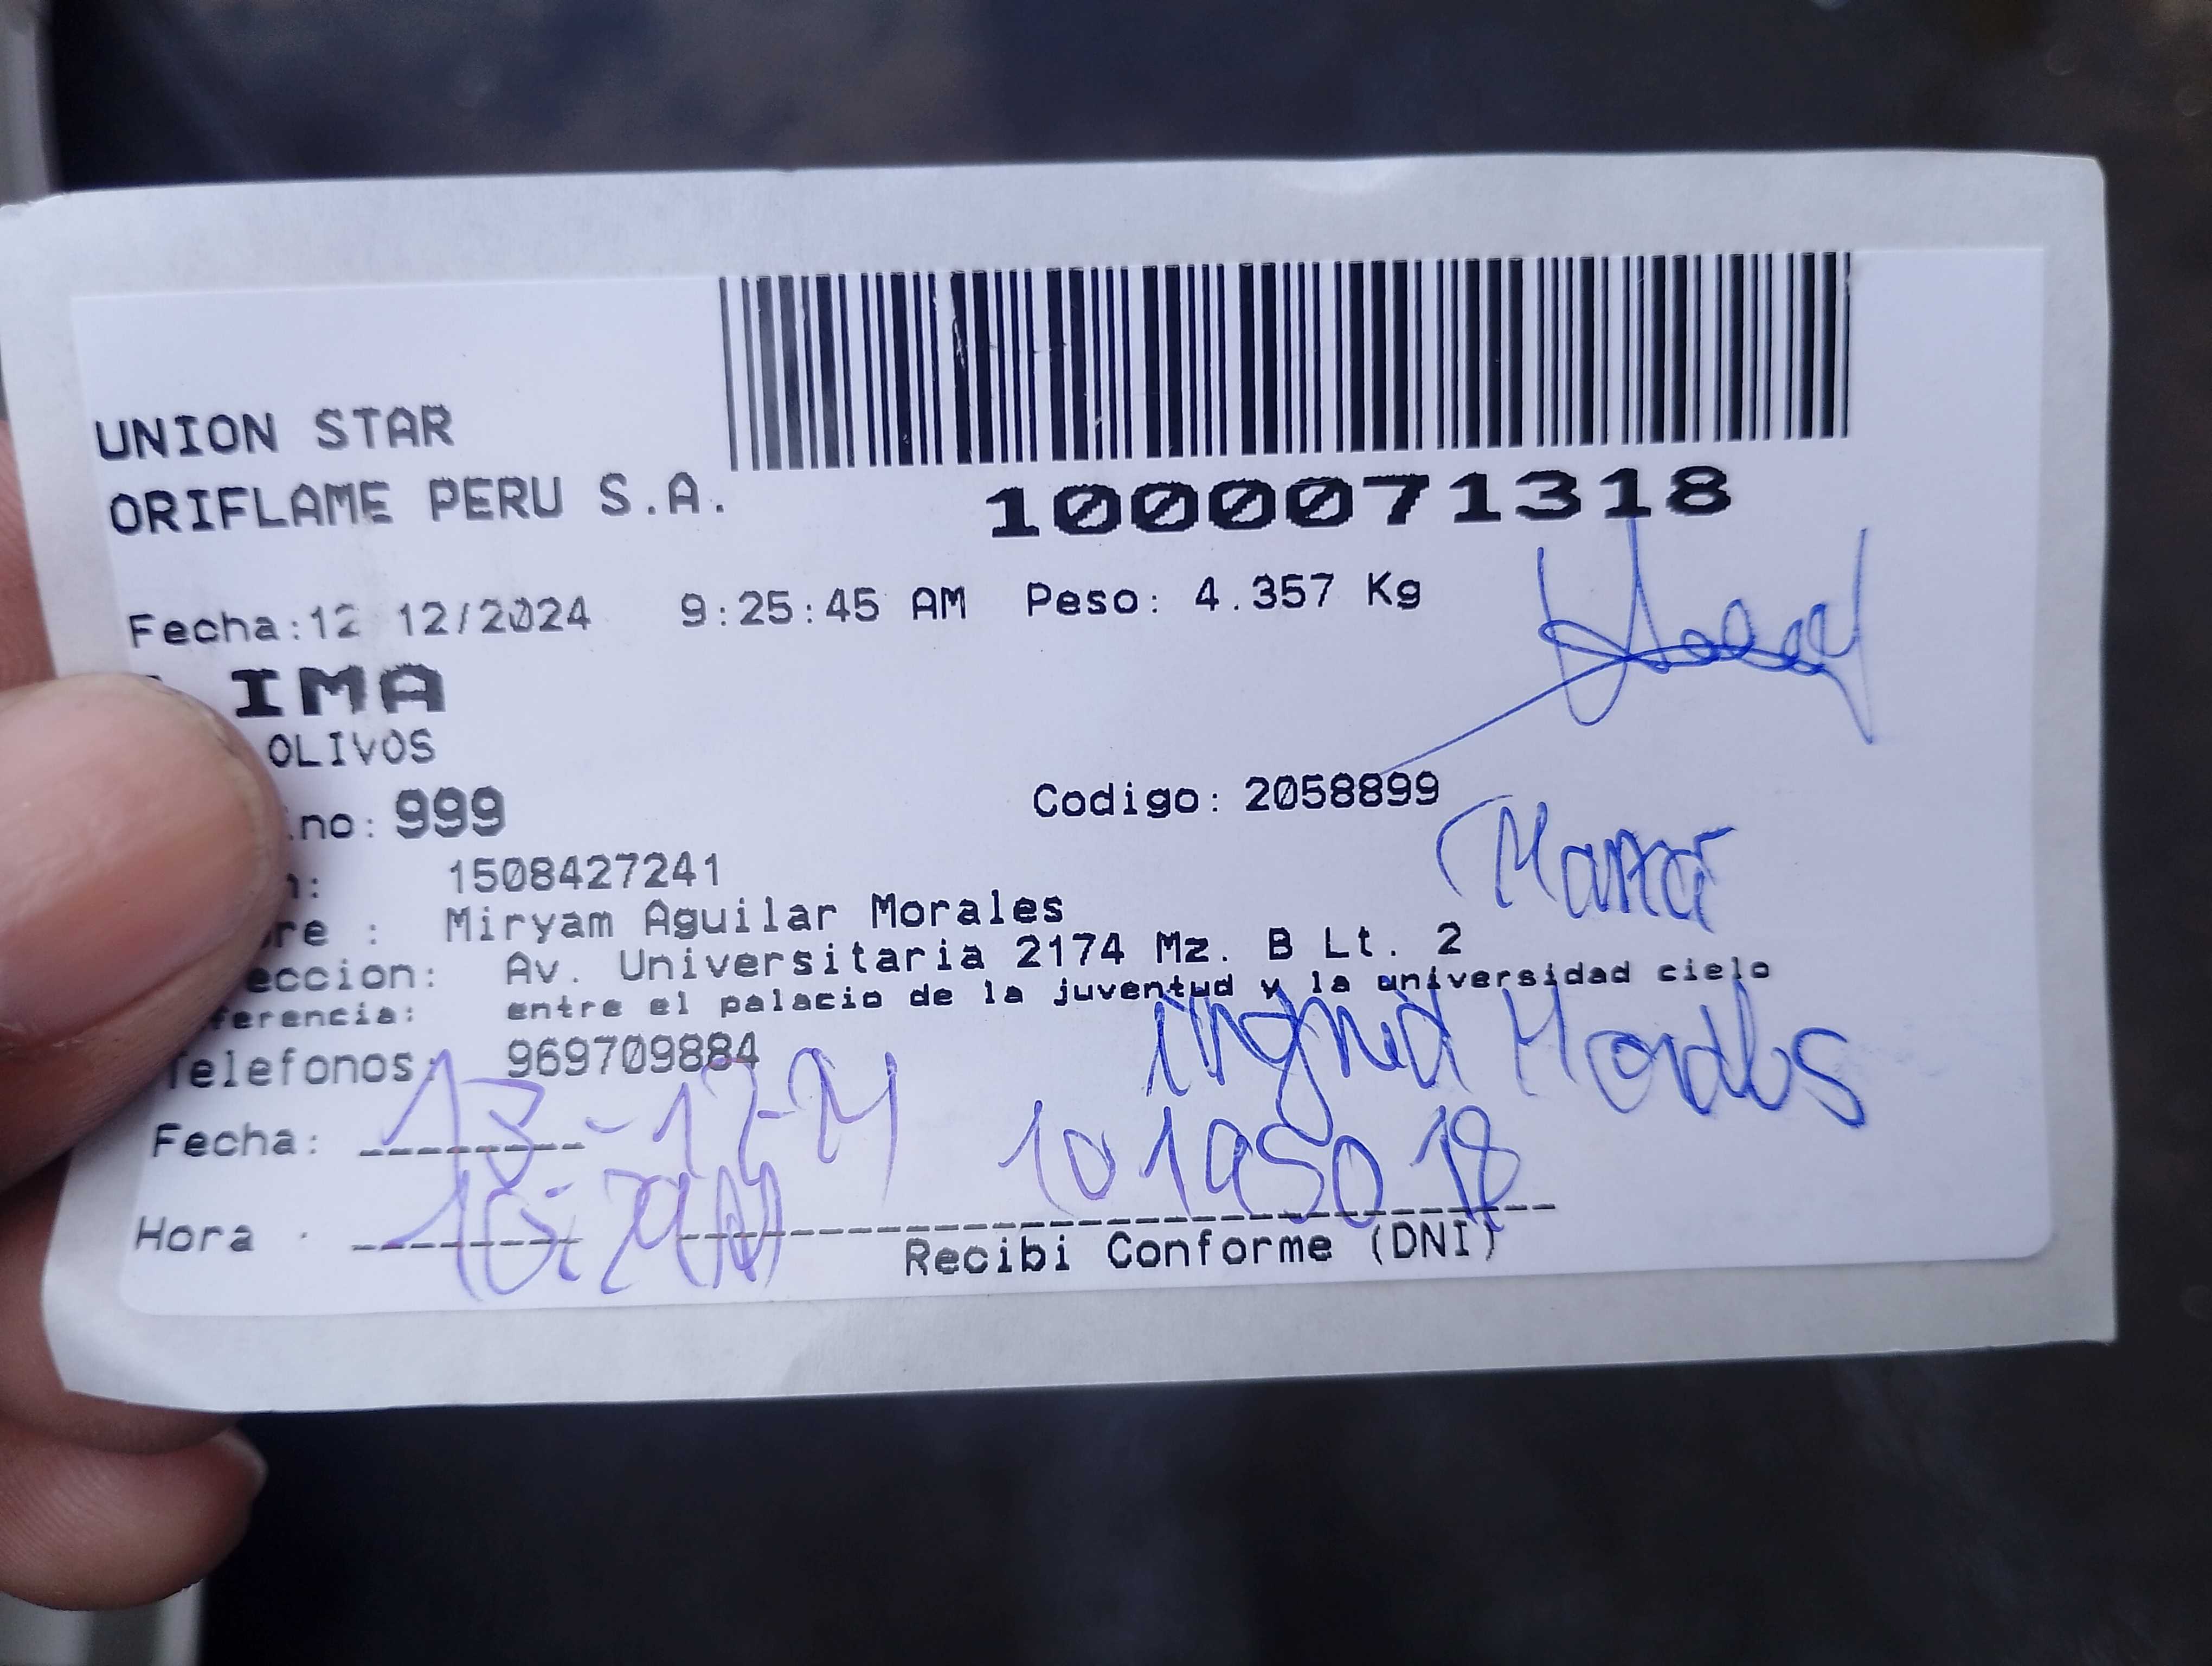 UNION STAR
ORIFLAME PERU S.A.
1000071318
Fecha:12 12/2024 9:25:45 AM Peso: 4.357 Kg
IMA
OLIVOS
no: 999 Codigo: 2058899
: 1508427241
re : Miryam Aguilar Morales
eccion: Av. Universitaria 2174 Mz. B Lt. 2
ferencia: entre el palacio de la juventud y la universidad cielo
Telefonos: 969709884
Morales
Fecha: 13-12-24
10195018
Hora :
Recibi Conforme (DNI)